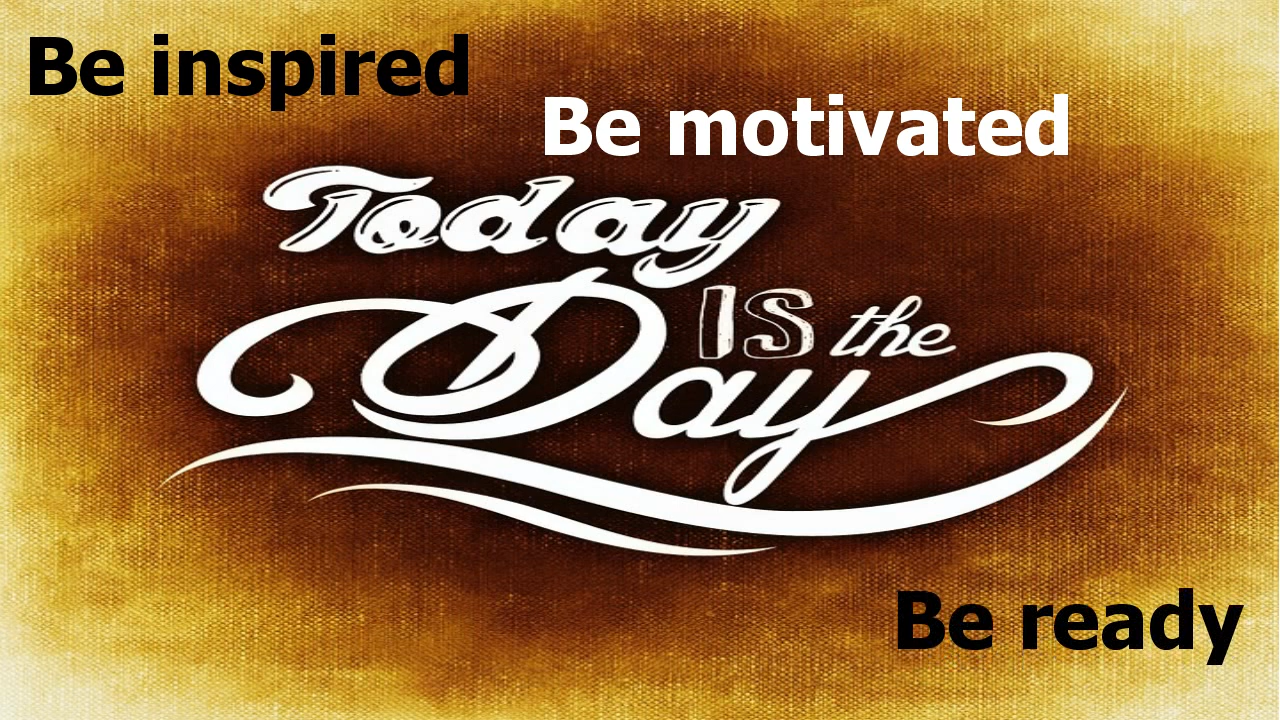 Be inspired
Be motivated
Today
IS the
Day
Be ready